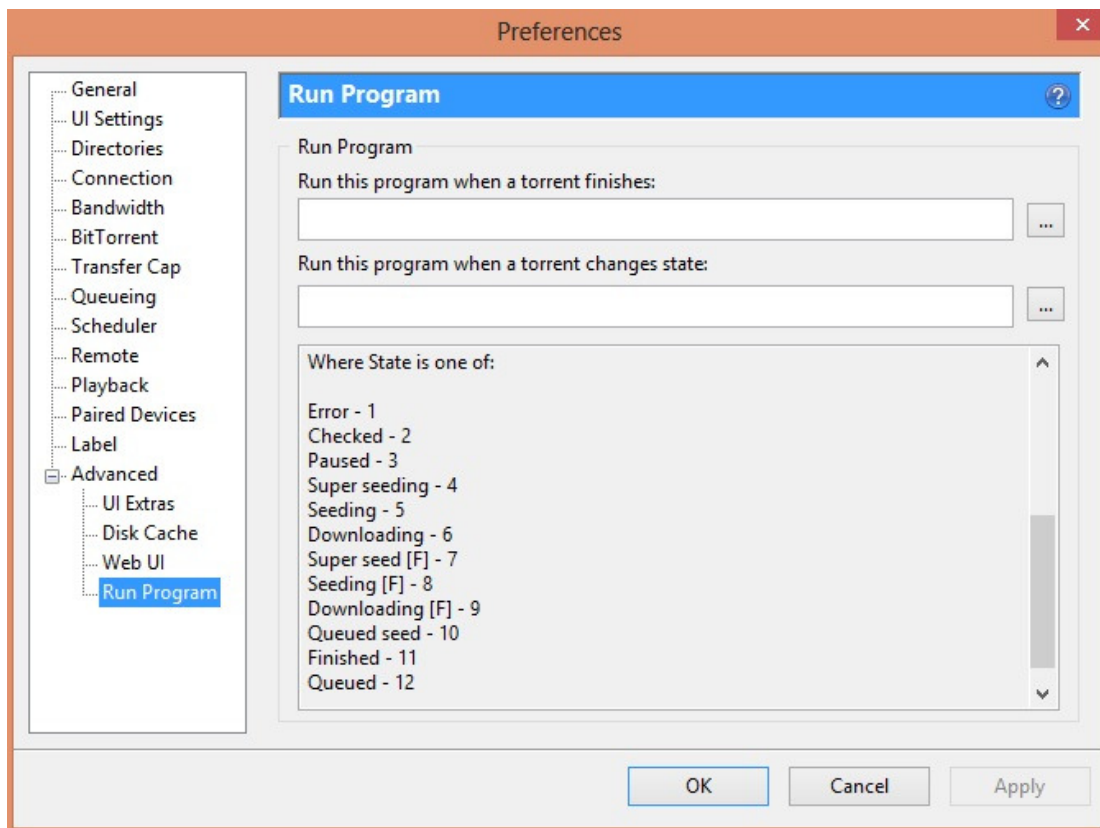 Preferences
General
UI Settings
Directories
Connection
Bandwidth
BitTorrent
Transfer Cap
Queueing
Scheduler
Remote
Playback
Paired Devices
Label
Advanced
UI Extras
Disk Cache
Web UI
Run Program
Run Program
Run Program
Run this program when a torrent finishes:
...
Run this program when a torrent changes state:
...
Where State is one of:
Error - 1
Checked - 2
Paused - 3
Super seeding - 4
Seeding - 5
Downloading - 6
Super seed [F] - 7
Seeding [F] - 8
Downloading [F] - 9
Queued seed - 10
Finished - 11
Queued - 12
OK
Cancel
Apply